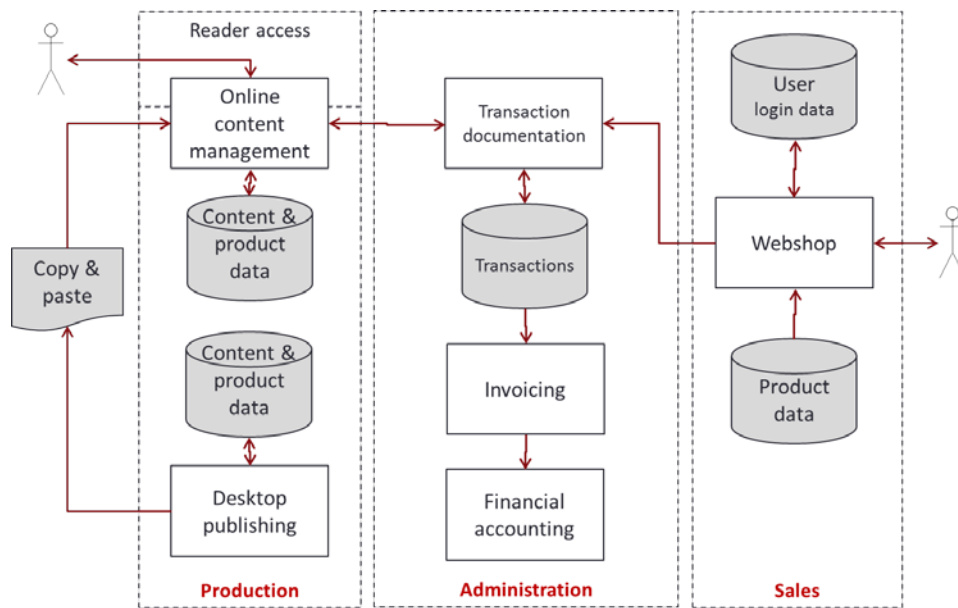 Reader access
Online
content
management
Content &
product
data
Copy &
paste
Content &
product
data
Desktop
publishing
Production
Transaction
documentation
Transactions
Invoicing
Financial
accounting
Administration
User
login data
Webshop
Product
data
Sales